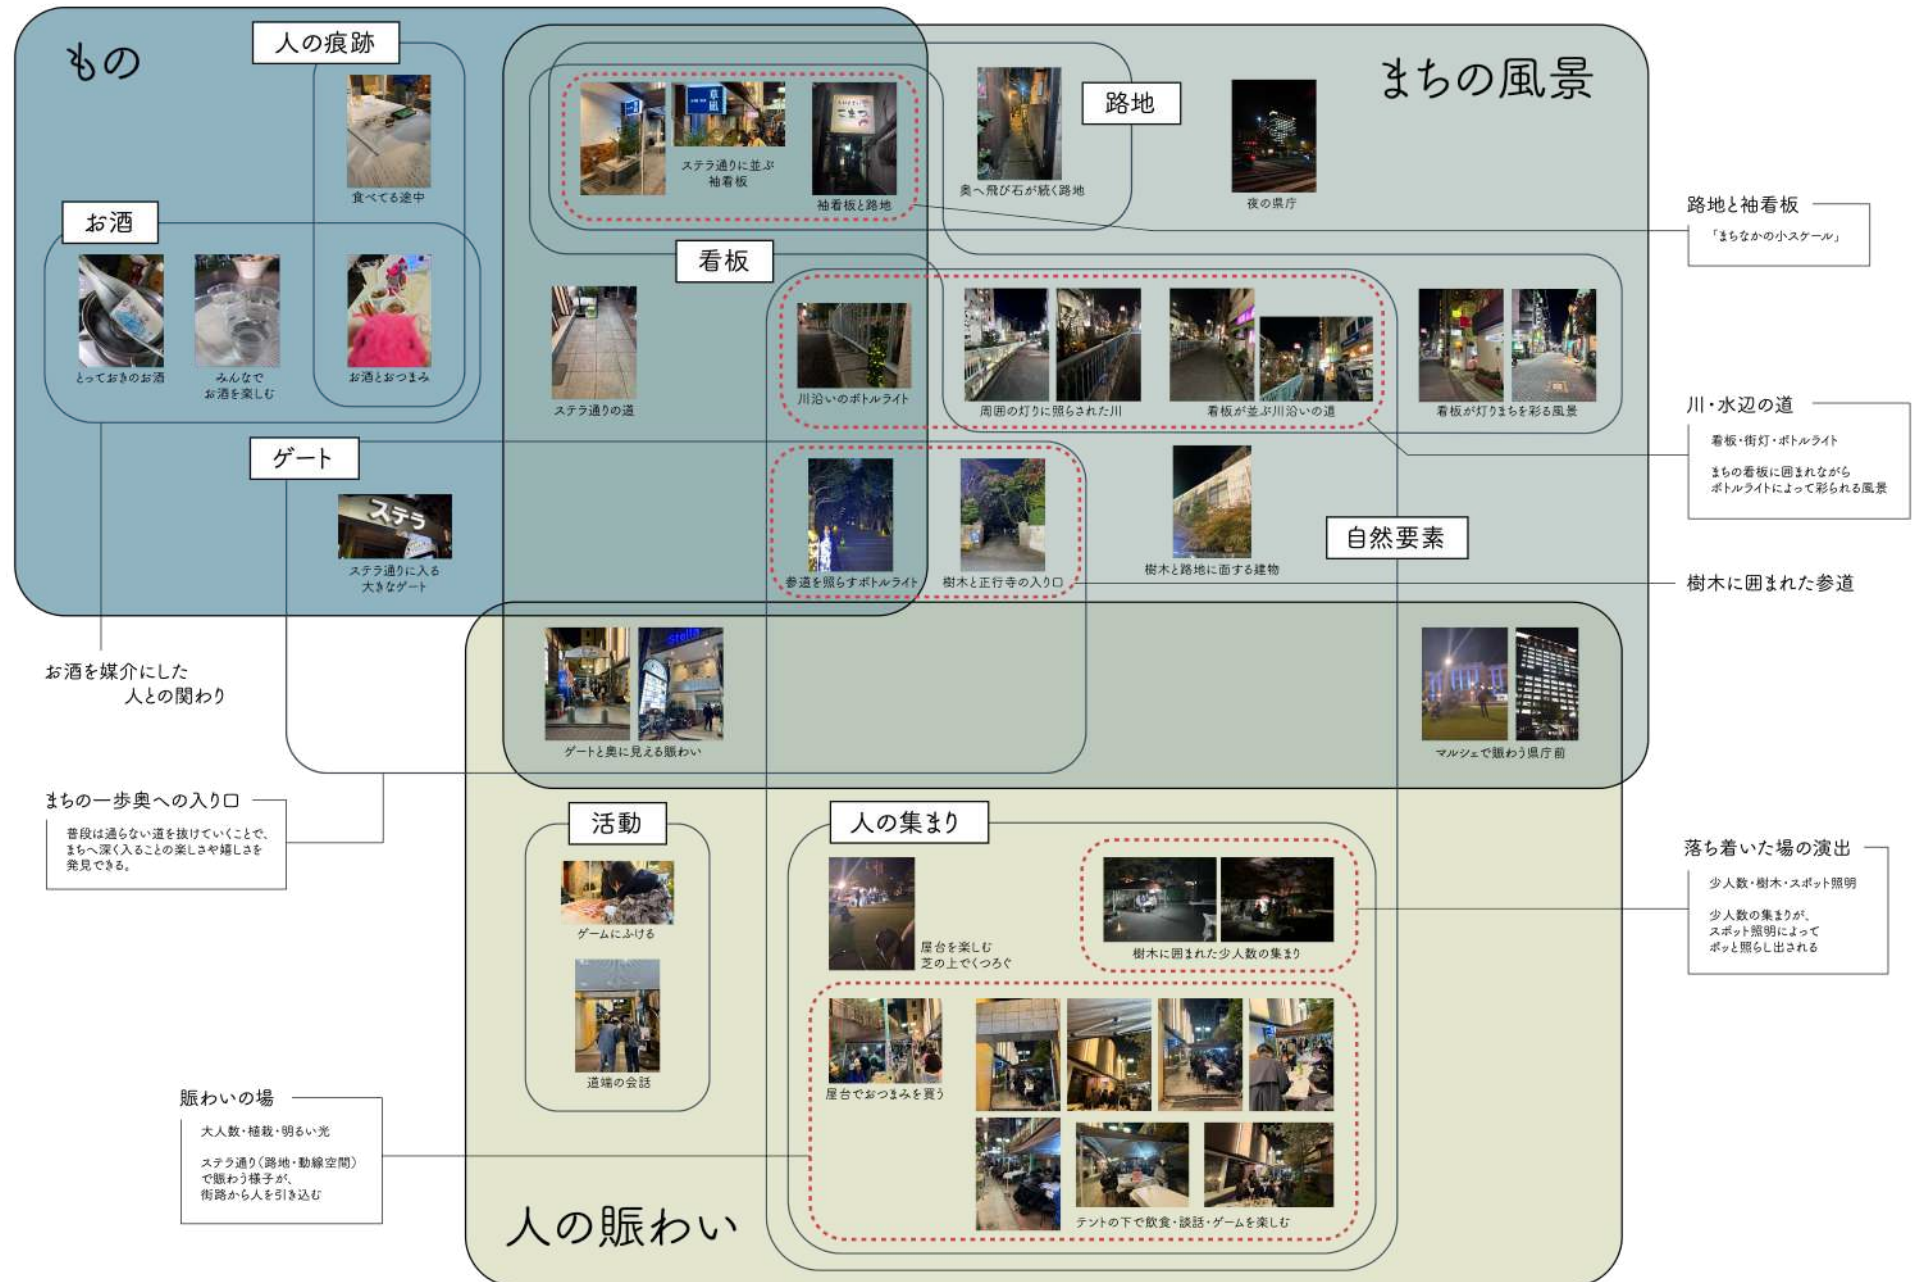 もの
人の痕跡
食べてる途中
お酒
とっておきのお酒
みんなで
お酒を楽しむ
お酒とおつまみ
まちの風景
路地
ステラ通りに並ぶ
袖看板
袖看板と路地
奥へ飛び石が続く路地
夜の県庁
看板
ステラ通りの道
川沿いのボトルライト
周囲の灯りに照らされた川
看板が並ぶ川沿いの道
看板が灯りまちを彩る風景
ゲート
ステラ
ステラ通りに入る
大きなゲート
参道を照らすボトルライト
樹木と正行寺の入り口
樹木と路地に面する建物
自然要素
路地と袖看板
「まちなかの小スケール」
川・水辺の道
看板・街灯・ボトルライト
まちの看板に囲まれながら
ボトルライトによって彩られる風景
樹木に囲まれた参道
お酒を媒介にした
人との関わり
Stella
ゲートと奥に見える賑わい
マルシェで賑わう県庁前
まちの一歩奥への入り口
普段は通らない道を抜けていくことで、
まちへ深く入ることの楽しさや嬉しさを
発見できる。
活動
ゲームにふける
道端の会話
人の集まり
屋台を楽しむ
芝の上でくつろぐ
樹木に囲まれた少人数の集まり
屋台でおつまみを買う
テントの下で飲食・談話・ゲームを楽しむ
落ち着いた場の演出
少人数・樹木・スポット照明
少人数の集まりが、
スポット照明によって
ポッと照らし出される
賑わいの場
大人数・植栽・明るい光
ステラ通り(路地・動線空間)
で賑わう様子が、
街路から人を引き込む
人の賑わい